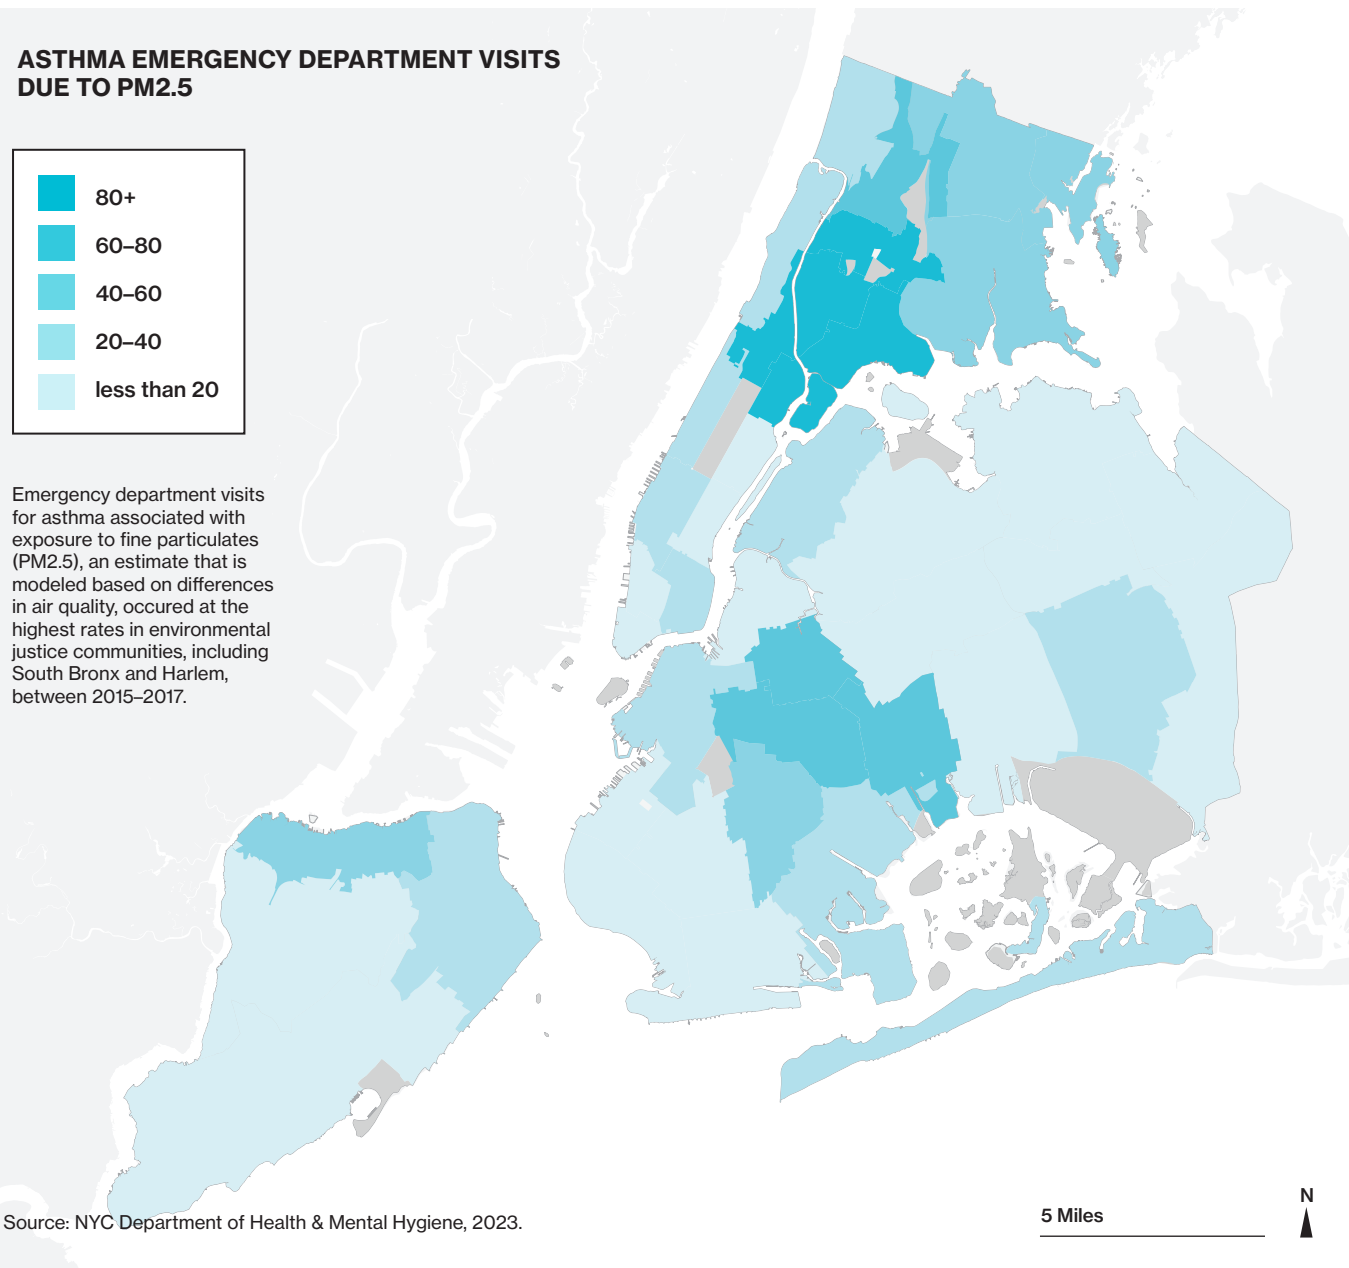 ASTHMA EMERGENCY DEPARTMENT VISITS
DUE TO PM2.5
80+
60–80
40–60
20–40
less than 20
Emergency department visits
for asthma associated with
exposure to fine particulates
(PM2.5), an estimate that is
modeled based on differences
in air quality, occured at the
highest rates in environmental
justice communities, including
South Bronx and Harlem,
between 2015–2017.
Source: NYC Department of Health & Mental Hygiene, 2023.
5 Miles
N